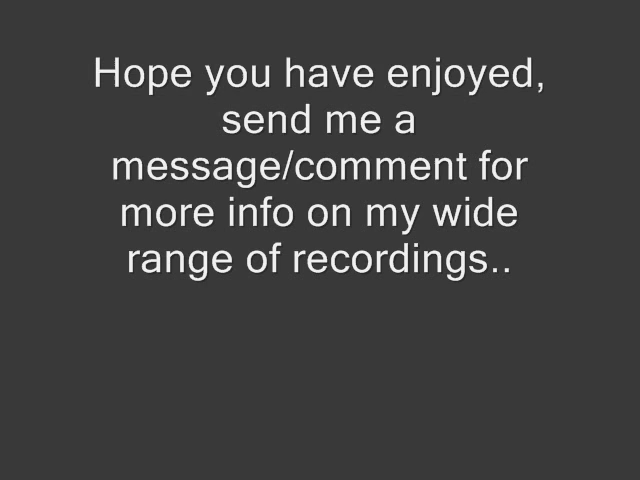 Hope you have enjoyed,
send me a
message/comment for
more info on my wide
range of recordings..